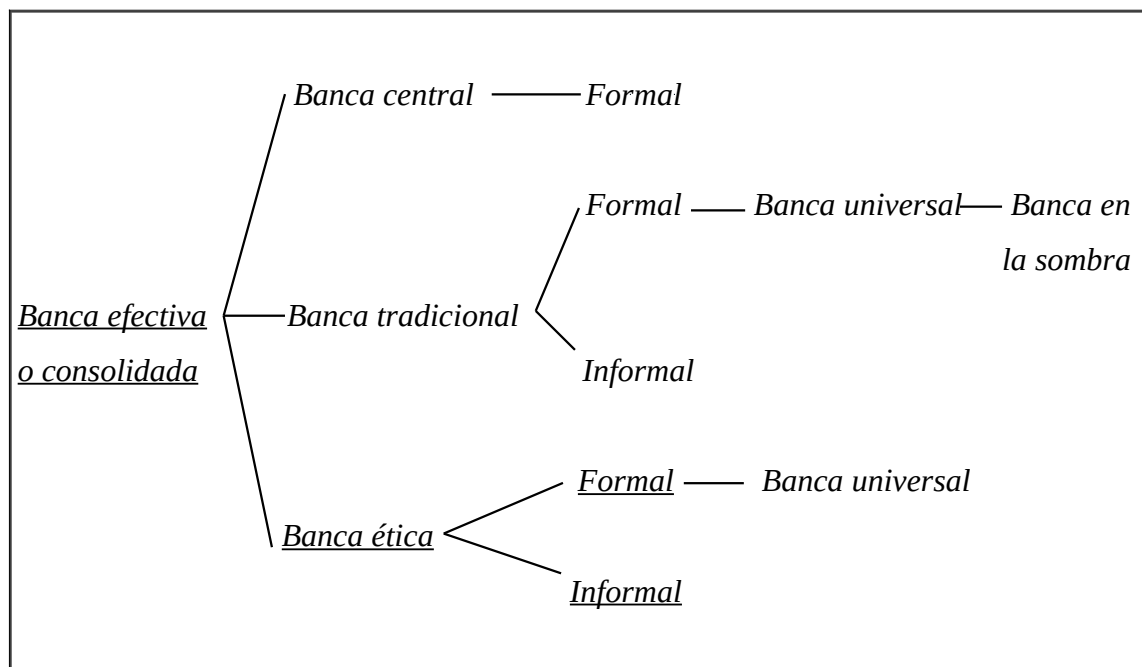 Banca central Formal
Formal Banca universal Banca en
la sombra
Banca efectiva Banca tradicional
o consolidada Informal
Formal Banca universal
Banca ética
Informal